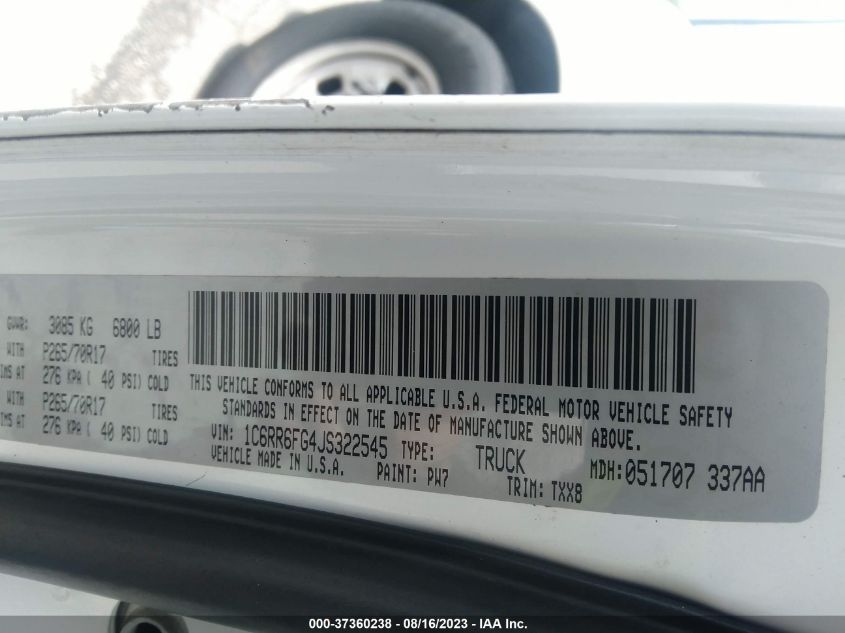 GVWR: 3085 KG 6800 LB
WITH P265/70R17 TIRES
IMS AT 276 KPA ( 40 PSI) COLD
WITH P265/70R17 TIRES
IMS AT 276 KPA ( 40 PSI) COLD
THIS VEHICLE CONFORMS TO ALL APPLICABLE U.S.A. FEDERAL MOTOR VEHICLE SAFETY
STANDARDS IN EFFECT ON THE DATE OF MANUFACTURE SHOWN ABOVE.
VIN: 1C6RR6FG4JS322545 TYPE: TRUCK MDH: 051707 337AA
VEHICLE MADE IN U.S.A. PAINT: PW7 TRIM: TXX8
000-37360238 - 08/16/2023 - IAA Inc.